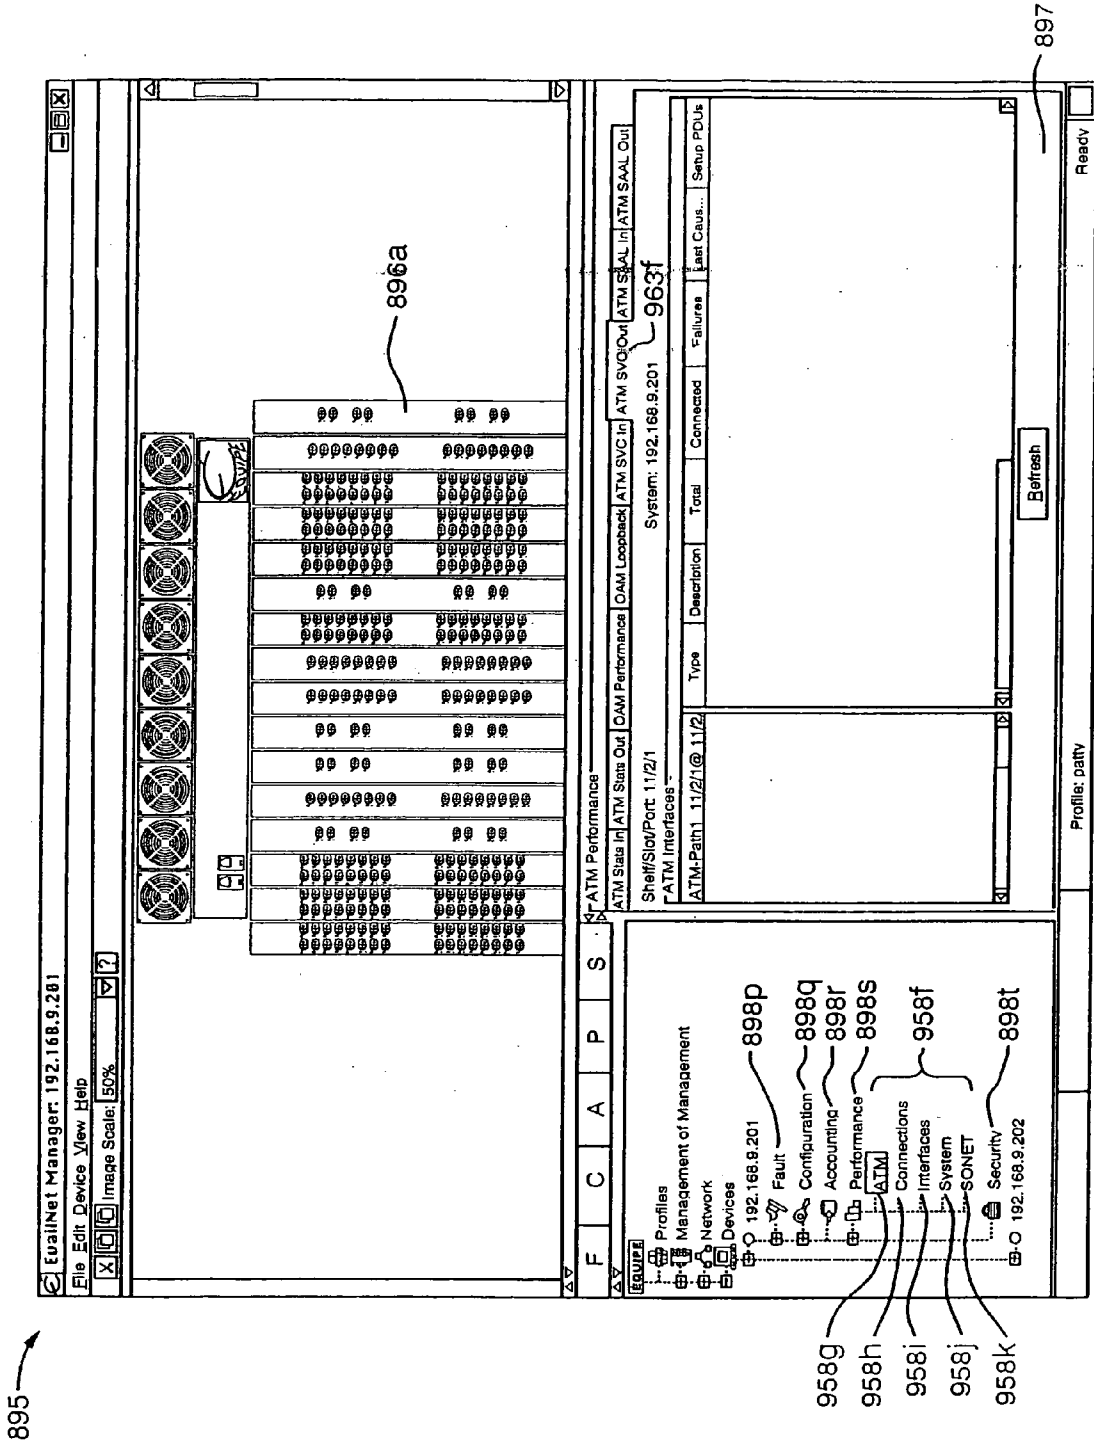 895
EvailNet Manager: 192.168.9.201
File Edit Device View Help
Image Scale: 50%
896a
F C A P S
EQUIPE
Profiles
Management of Management
Network
Devices
192.168.9.201
Fault
Configuration
Accounting
Performance
ATM
Connections
Interfaces
System
SONET
Security
192.168.9.202
898p
898q
898r
898s
958f
898t
958g
958h
958i
958j
958k
ATM Performance
ATM Stats In ATM Stats Out OAM Performance OAM Loopback ATM SVC In ATM SVC Out ATM SAAL In ATM SAAL Out
963f
Shelf/Slot/Port: 11/2/1 System: 192.168.9.201
ATM Interfaces
Type Description Total Connected Failures Last Caus... Setup PDUs
ATM-Path1 11/2/1@ 11/2
Refresh
897
Profile: patty
Ready